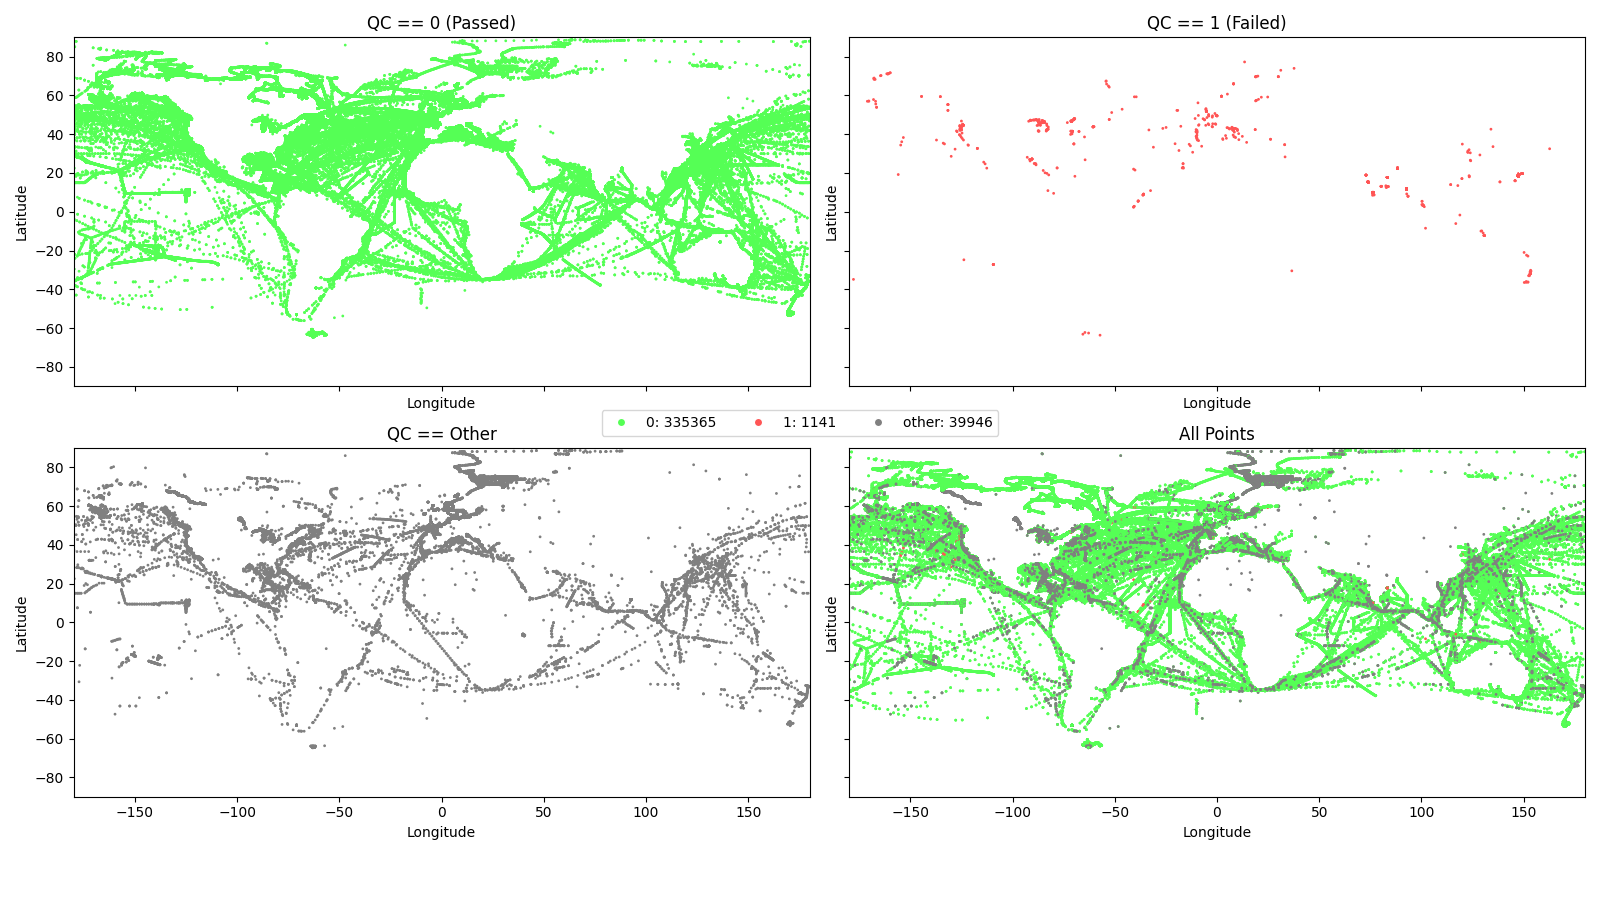 QC == 0 (Passed)
QC == 1 (Failed)
80
60
40
20
0
−20
−40
−60
−80
Latitude
Latitude
Longitude
Longitude
0: 335365 1: 1141 other: 39946
QC == Other
All Points
80
60
40
20
0
−20
−40
−60
−80
Latitude
Latitude
−150 −100 −50 0 50 100 150
−150 −100 −50 0 50 100 150
Longitude
Longitude